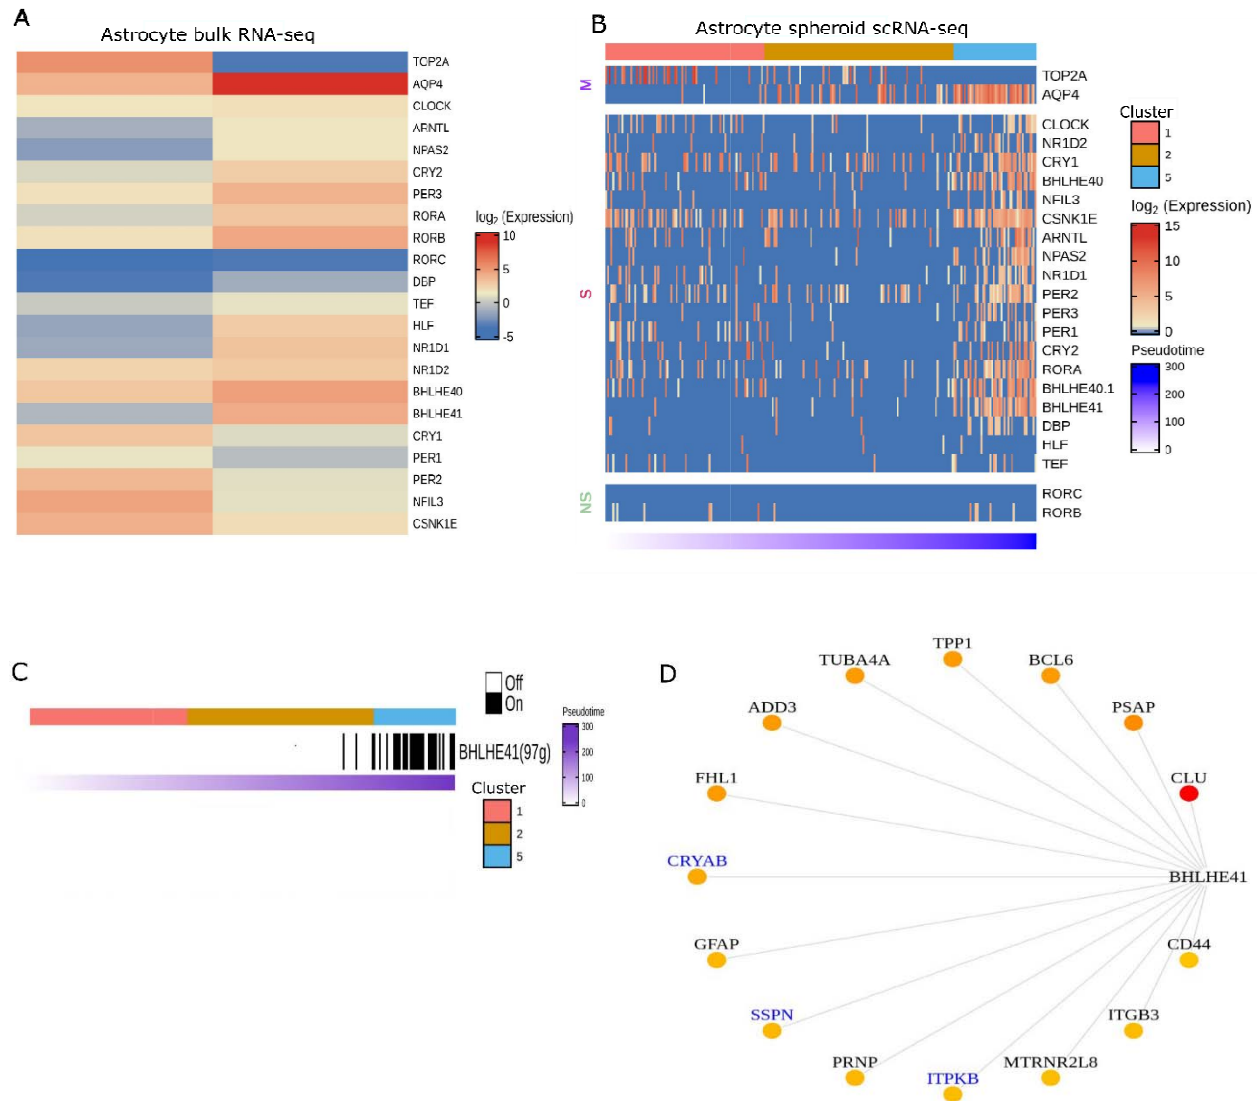 A
Astrocyte bulk RNA-seq
TOP2A
AQP4
CLOCK
ARNTL
NPAS2
CRY2
PER3
RORA
RORB
RORC
DBP
TEF
HLF
NR1D1
NR1D2
BHLHE40
BHLHE41
CRY1
PER1
PER2
NFIL3
CSNK1E
log2 (Expression)
10
5
0
-5
B
Astrocyte spheroid scRNA-seq
M
TOP2A
AQP4
S
CLOCK
NR1D2
CRY1
BHLHE40
NFIL3
CSNK1E
ARNTL
NPAS2
NR1D1
PER2
PER3
PER1
CRY2
RORA
BHLHE40.1
BHLHE41
DBP
HLF
TEF
NS
RORC
RORB
Cluster
1
2
5
log2 (Expression)
15
10
5
0
Pseudotime
300
200
100
0
C
Off
On
BHLHE41(97g)
Pseudotime
300
200
100
0
Cluster
1
2
5
D
TPP1
TUBA4A
BCL6
ADD3
PSAP
FHL1
CLU
CRYAB
BHLHE41
GFAP
CD44
SSPN
ITGB3
PRNP
ITPKB
MTRNR2L8